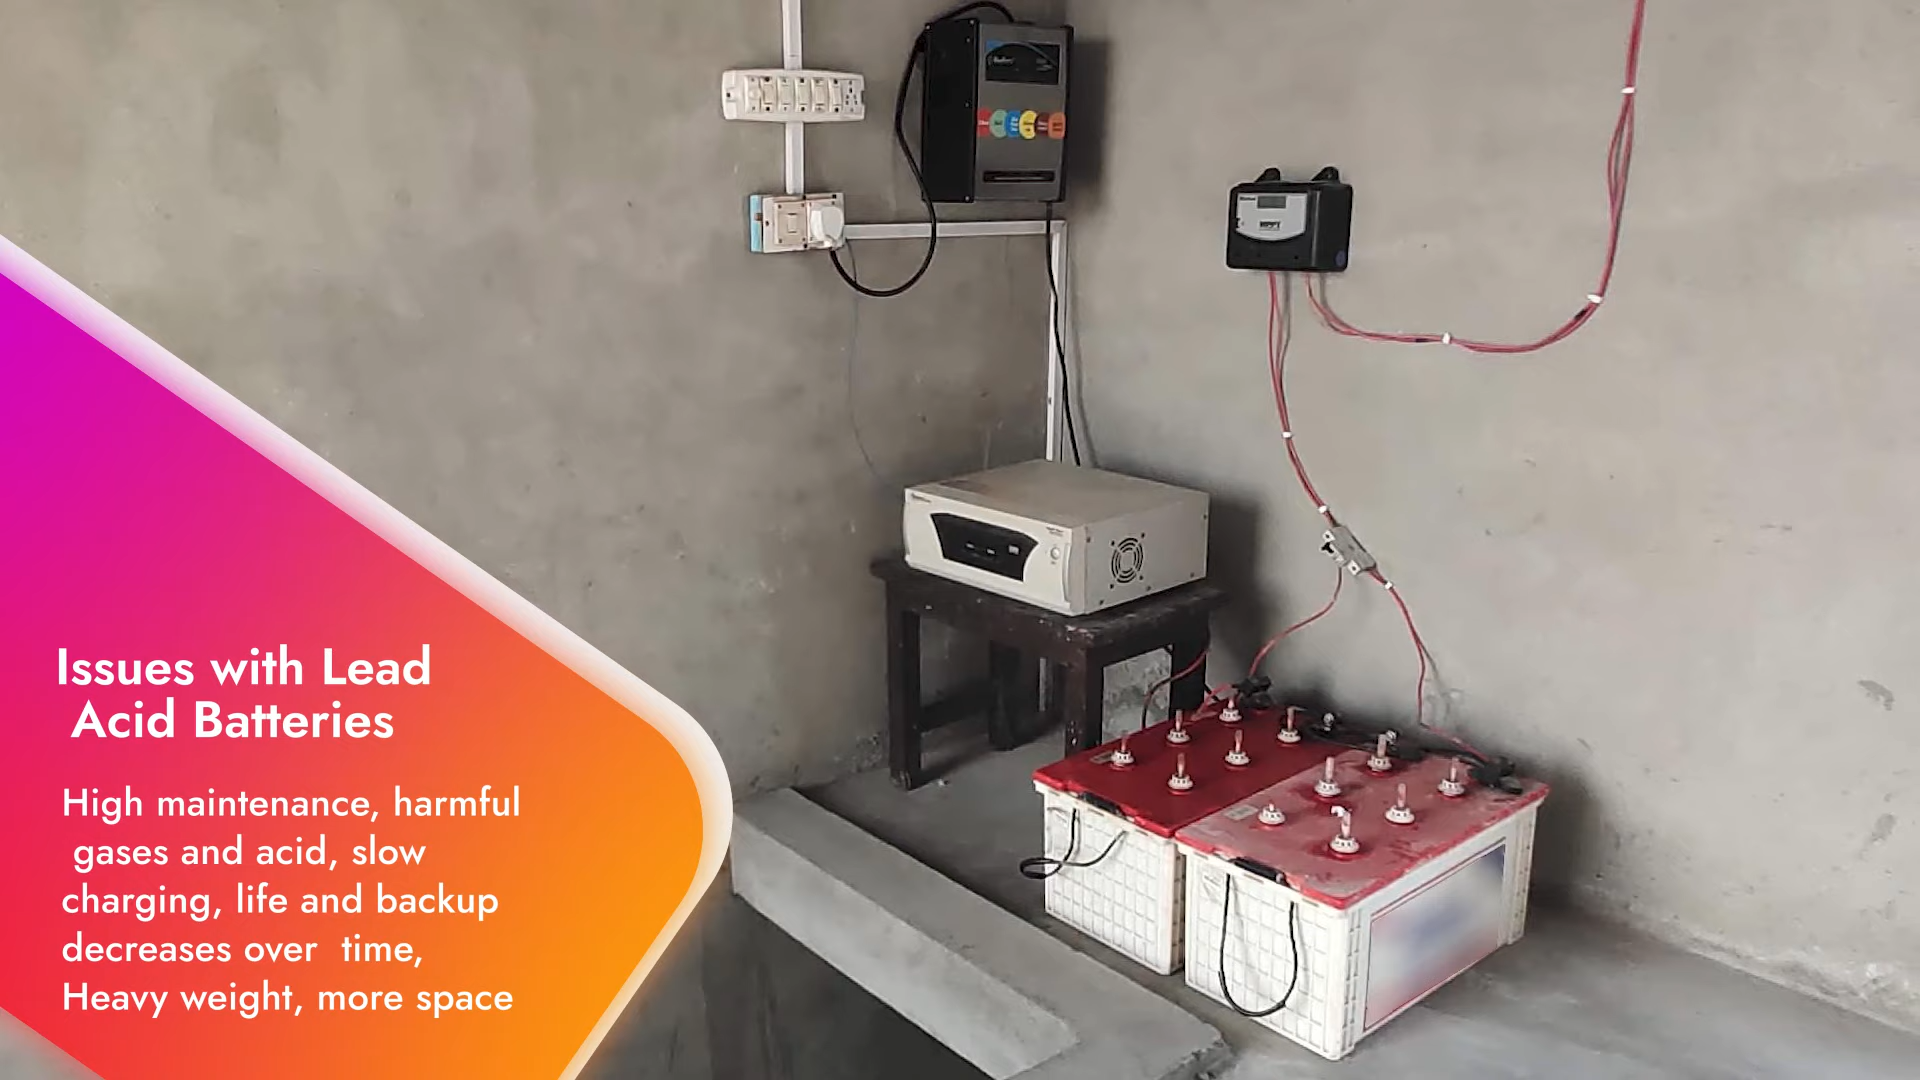 Issues with Lead
Acid Batteries
High maintenance, harmful
gases and acid, slow
charging, life and backup
decreases over time,
Heavy weight, more space
MPPT